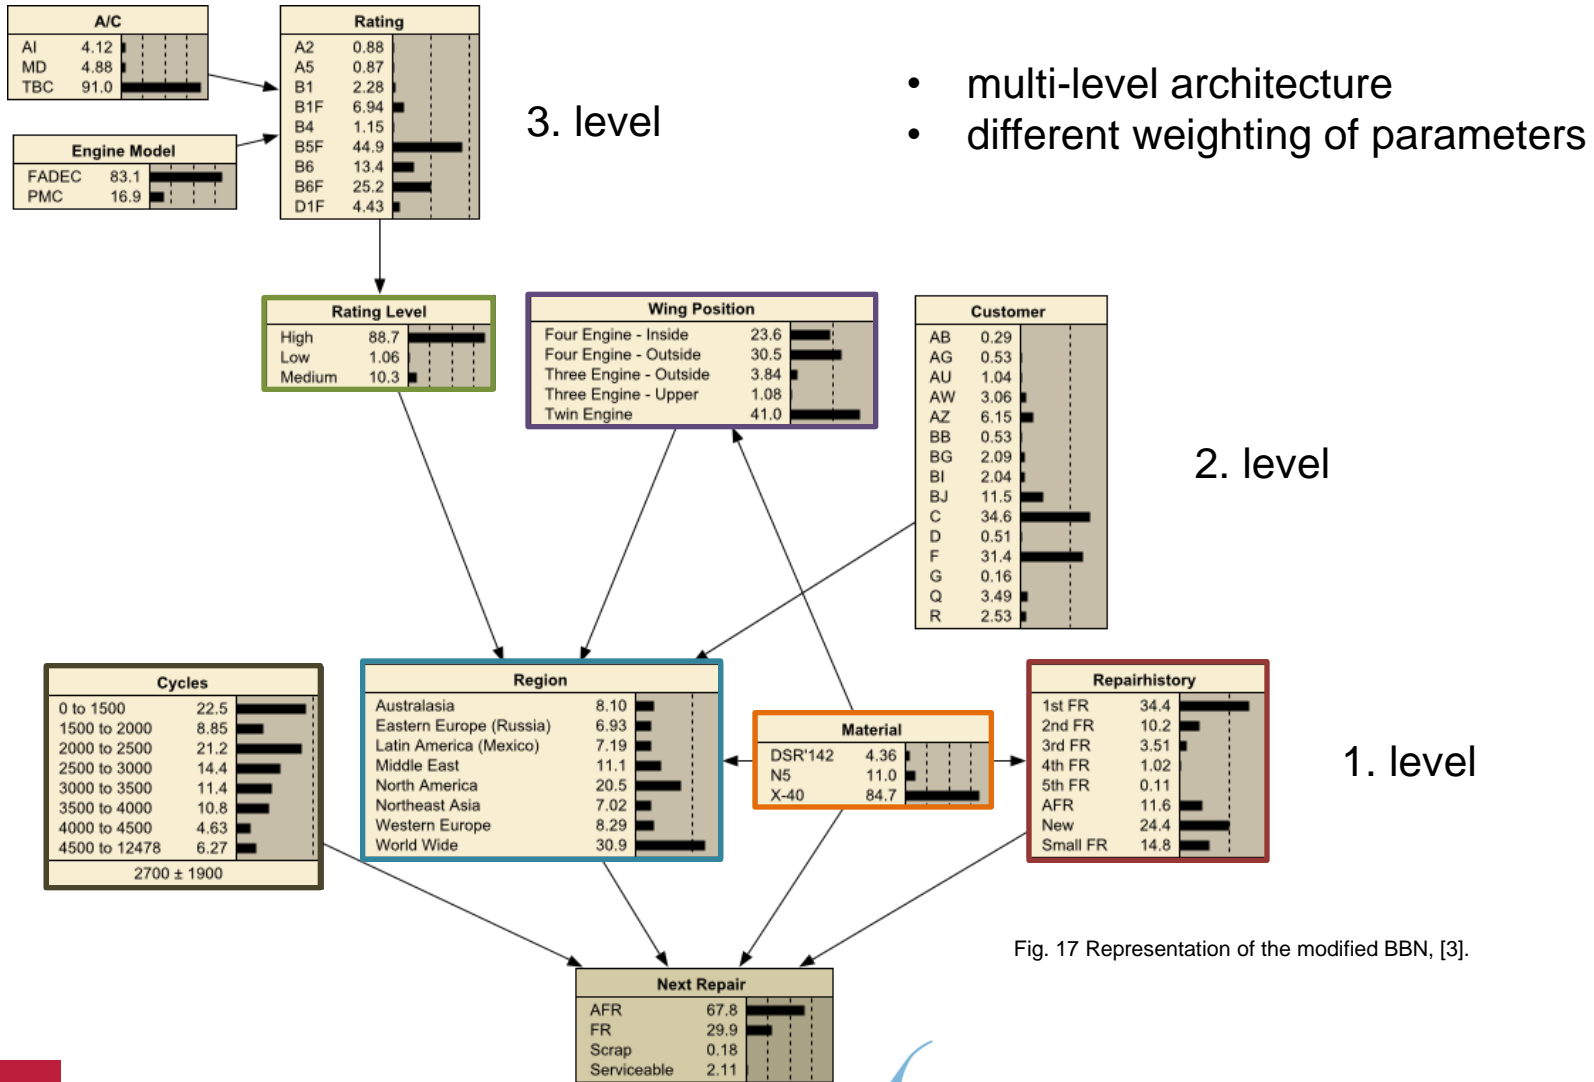 A/C
AI 4.12
MD 4.88
TBC 91.0
Rating
A2 0.88
A5 0.87
B1 2.28
B1F 6.94
B4 1.15
B5F 44.9
B6 13.4
B6F 25.2
D1F 4.43
Engine Model
FADEC 83.1
PMC 16.9
3. level
• multi-level architecture
• different weighting of parameters
Rating Level
High 88.7
Low 1.06
Medium 10.3
Wing Position
Four Engine - Inside 23.6
Four Engine - Outside 30.5
Three Engine - Outside 3.84
Three Engine - Upper 1.08
Twin Engine 41.0
Customer
AB 0.29
AG 0.53
AU 1.04
AW 3.06
AZ 6.15
BB 0.53
BG 2.09
BI 2.04
BJ 11.5
C 34.6
D 0.51
F 31.4
G 0.16
Q 3.49
R 2.53
2. level
Cycles
0 to 1500 22.5
1500 to 2000 8.85
2000 to 2500 21.2
2500 to 3000 14.4
3000 to 3500 11.4
3500 to 4000 10.8
4000 to 4500 4.63
4500 to 12478 6.27
2700 ± 1900
Region
Australasia 8.10
Eastern Europe (Russia) 6.93
Latin America (Mexico) 7.19
Middle East 11.1
North America 20.5
Northeast Asia 7.02
Western Europe 8.29
World Wide 30.9
Material
DSR'142 4.36
N5 11.0
X-40 84.7
Repairhistory
1st FR 34.4
2nd FR 10.2
3rd FR 3.51
4th FR 1.02
5th FR 0.11
AFR 11.6
New 24.4
Small FR 14.8
1. level
Fig. 17 Representation of the modified BBN, [3].
Next Repair
AFR 67.8
FR 29.9
Scrap 0.18
Serviceable 2.11